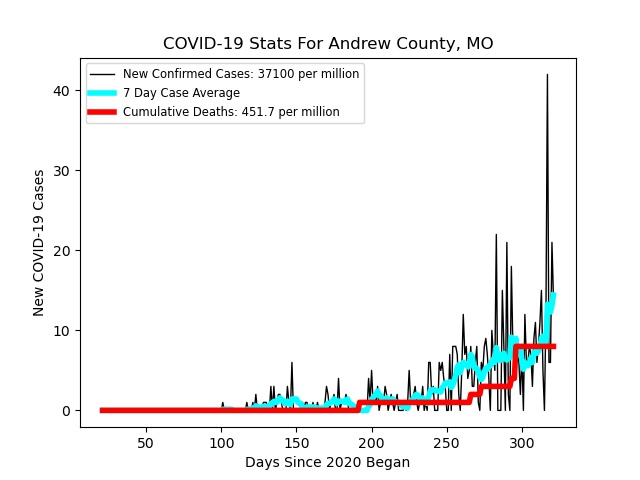 COVID-19 Stats For Andrew County, MO
New Confirmed Cases: 37100 per million
7 Day Case Average
Cumulative Deaths: 451.7 per million
New COVID-19 Cases
40
30
20
10
0
50 100 150 200 250 300
Days Since 2020 Began